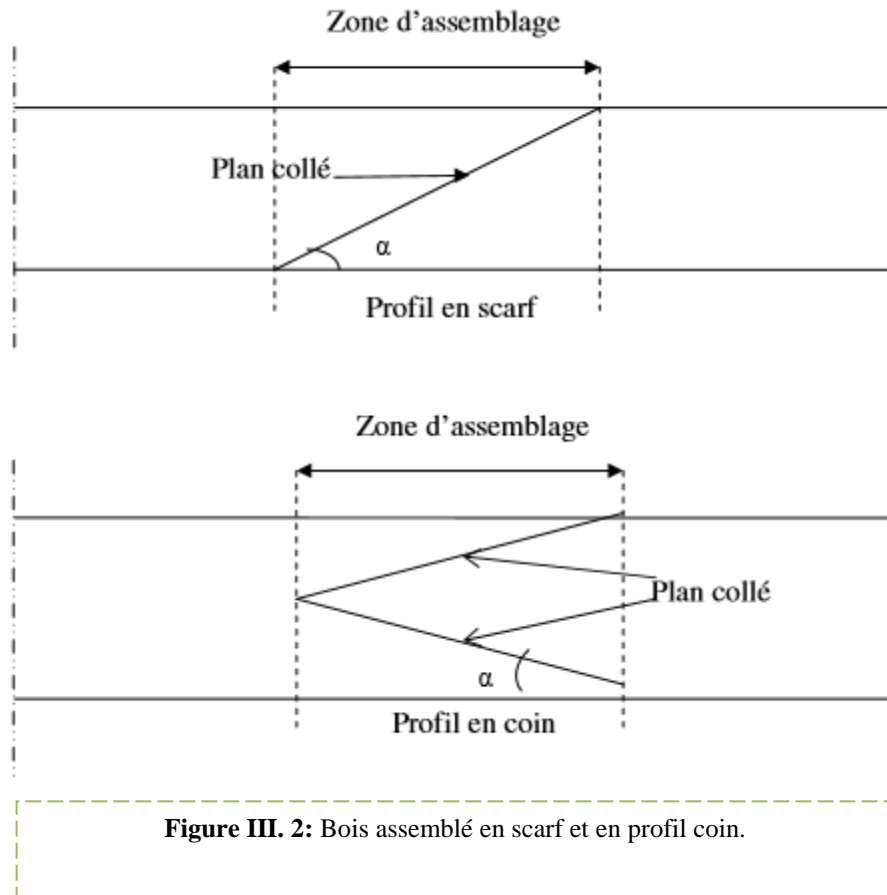 Zone d'assemblage
Plan collé
α
Profil en scarf
Zone d'assemblage
Plan collé
α
Profil en coin
Figure III. 2: Bois assemblé en scarf et en profil coin.